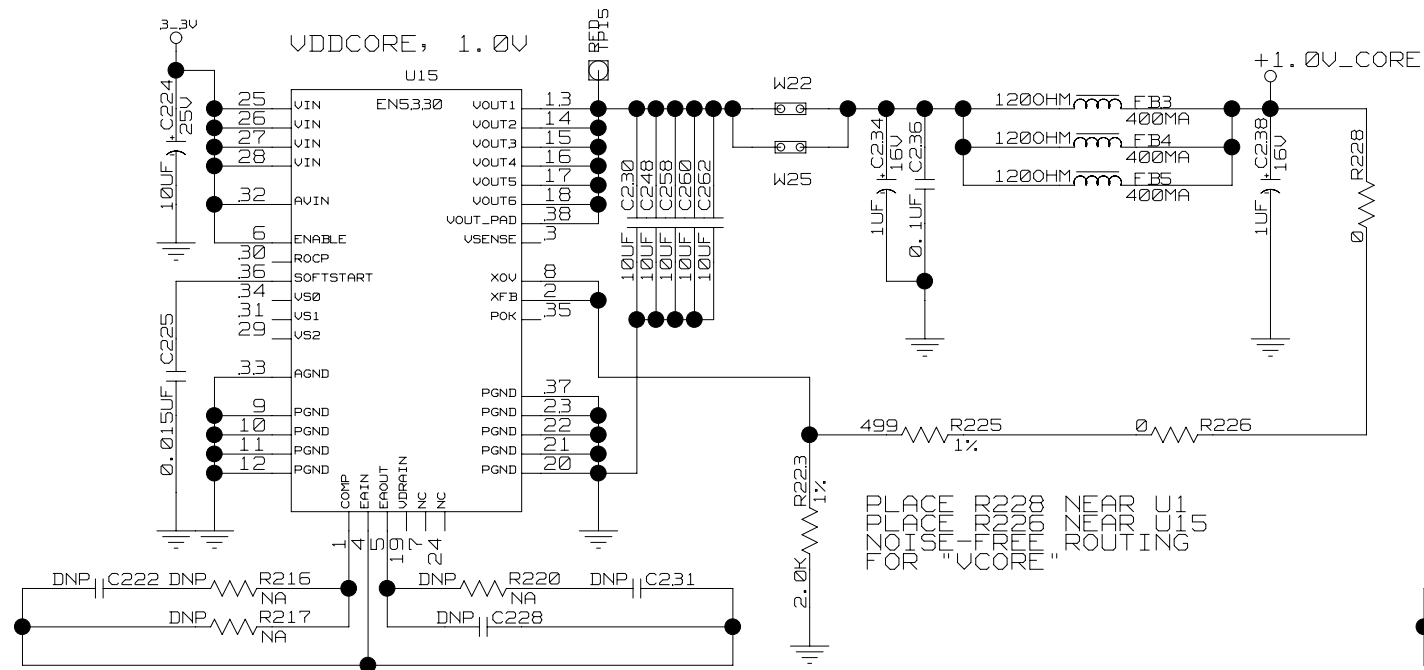 3_3V
VDDCORE, 1.0V
RED
TP15
+1.0V_CORE
U15
EN5330
C224
25V
10UF
+
25
VIN
26
VIN
27
VIN
28
VIN
32
AVIN
6
ENABLE
30
ROCP
36
SOFTSTART
34
VS0
31
VS1
29
VS2
33
AGND
9
PGND
10
PGND
11
PGND
12
PGND
VOUT1
13
VOUT2
14
VOUT3
15
VOUT4
16
VOUT5
17
VOUT6
18
VOUT_PAD
38
VSENSE
3
XOV
8
XFB
2
POK
35
PGND
37
PGND
23
PGND
22
PGND
21
PGND
20
COMP
EAIN
EAOUT
VDRAIN
NC
NC
1
4
5
19
7
24
C225
0.015UF
C230
C248
C258
C260
C262
10UF
10UF
10UF
10UF
10UF
W22
W25
C234
16V
1UF
+
C236
0.1UF
120OHM
FB3
400MA
120OHM
FB4
400MA
120OHM
FB5
400MA
C238
16V
1UF
+
R228
0
499
R225
1%
0
R226
R223
1%
2.0K
PLACE R228 NEAR U1
PLACE R226 NEAR U15
NOISE-FREE ROUTING
FOR "VCORE"
DNP
C222
DNP
R216
NA
DNP
R217
NA
DNP
R220
NA
DNP
C231
DNP
C228